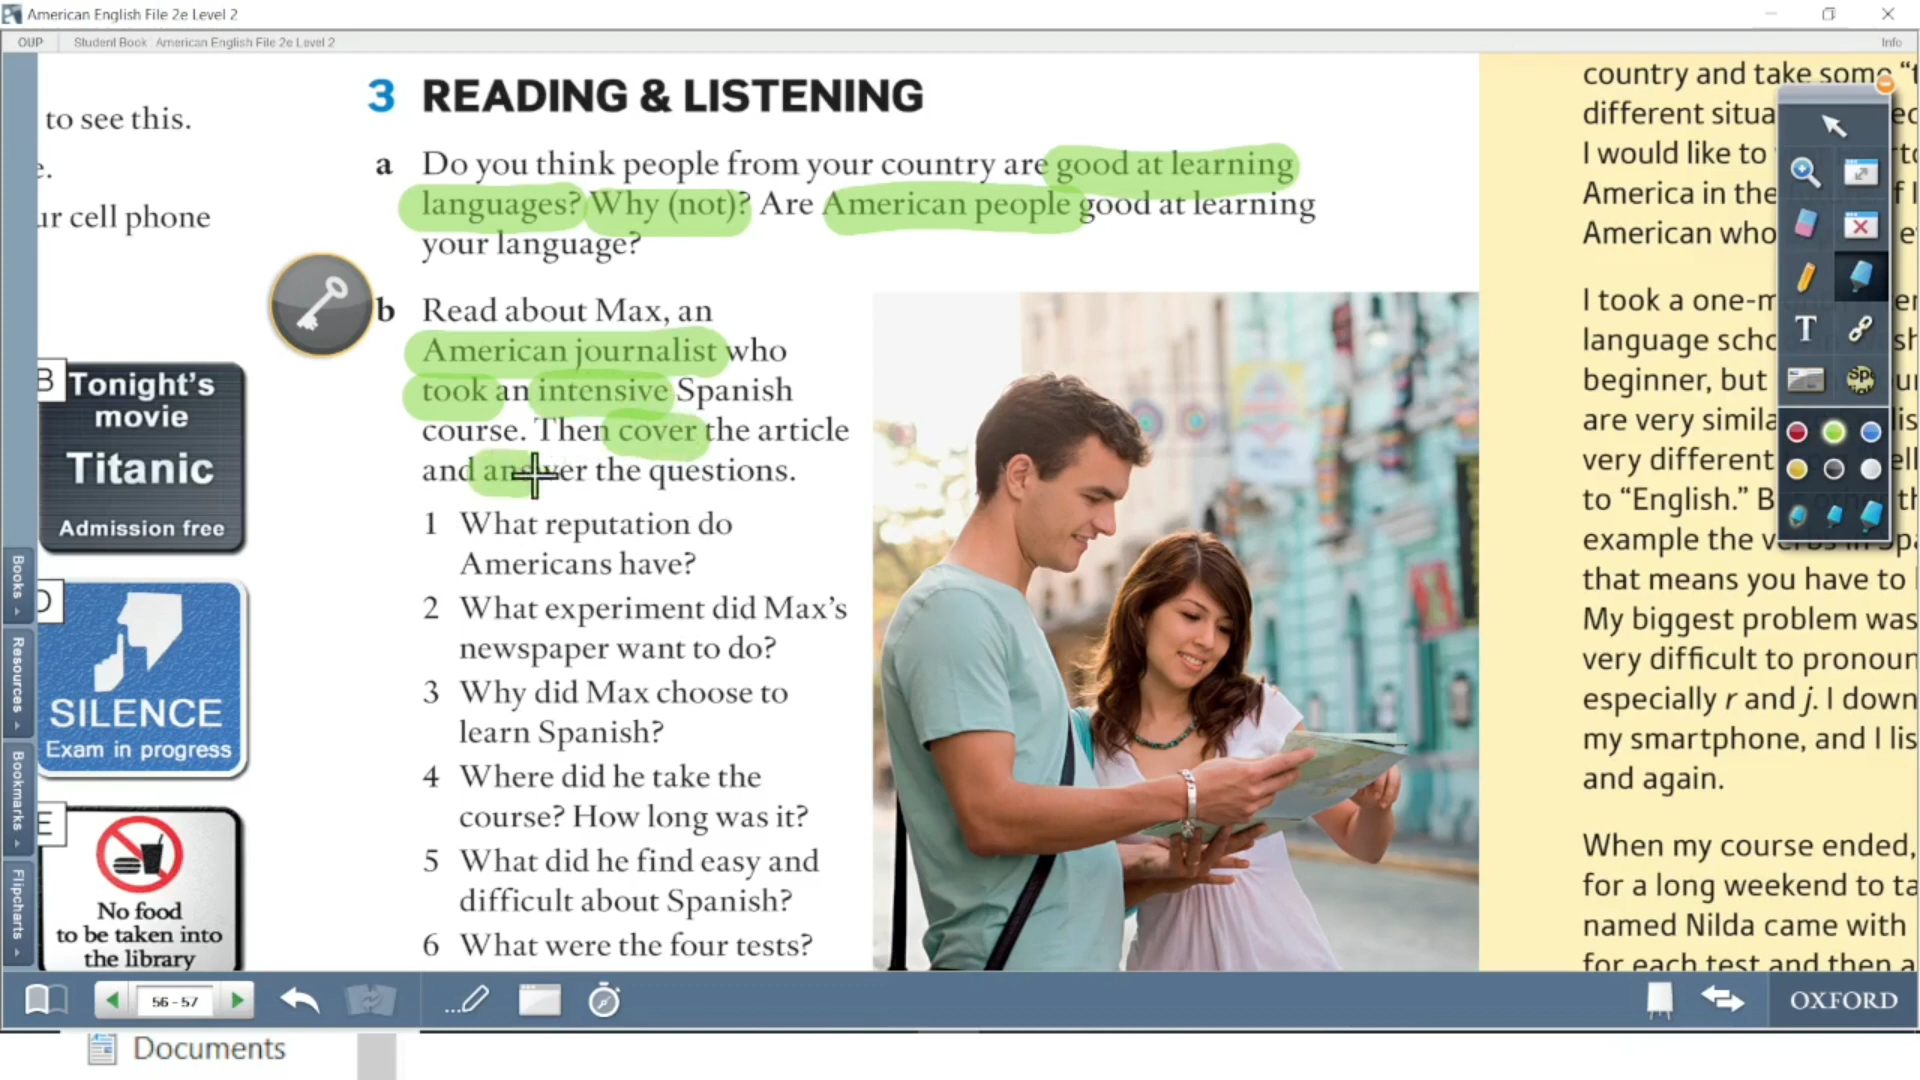 American English File 2e Level 2
OUP
Student Book . American English File 2e Level 2
Info
to see this.
e.
ur cell phone
B
Tonight's
movie
Titanic
Admission free
D
SILENCE
Exam in progress
E
No food
to be taken into
the library
Books
Resources
Bookmarks
Flipcharts
3 READING & LISTENING
a Do you think people from your country are good at learning
languages? Why (not)? Are American people good at learning
your language?
b Read about Max, an
American journalist who
took an intensive Spanish
course. Then cover the article
and answer the questions.
1 What reputation do
Americans have?
2 What experiment did Max's
newspaper want to do?
3 Why did Max choose to
learn Spanish?
4 Where did he take the
course? How long was it?
5 What did he find easy and
difficult about Spanish?
6 What were the four tests?
country and take some "t
different situa
I would like to
America in the
American who
I took a one-m
language scho
beginner, but
are very simila
very different
to "English." B
example the verbs in
that means you have to
My biggest problem was
very difficult to pronoun
especially r and j. I down
my smartphone, and I lis
and again.
When my course ended,
for a long weekend to ta
named Nilda came with
for each test and then a
T
56 - 57
OXFORD
Documents